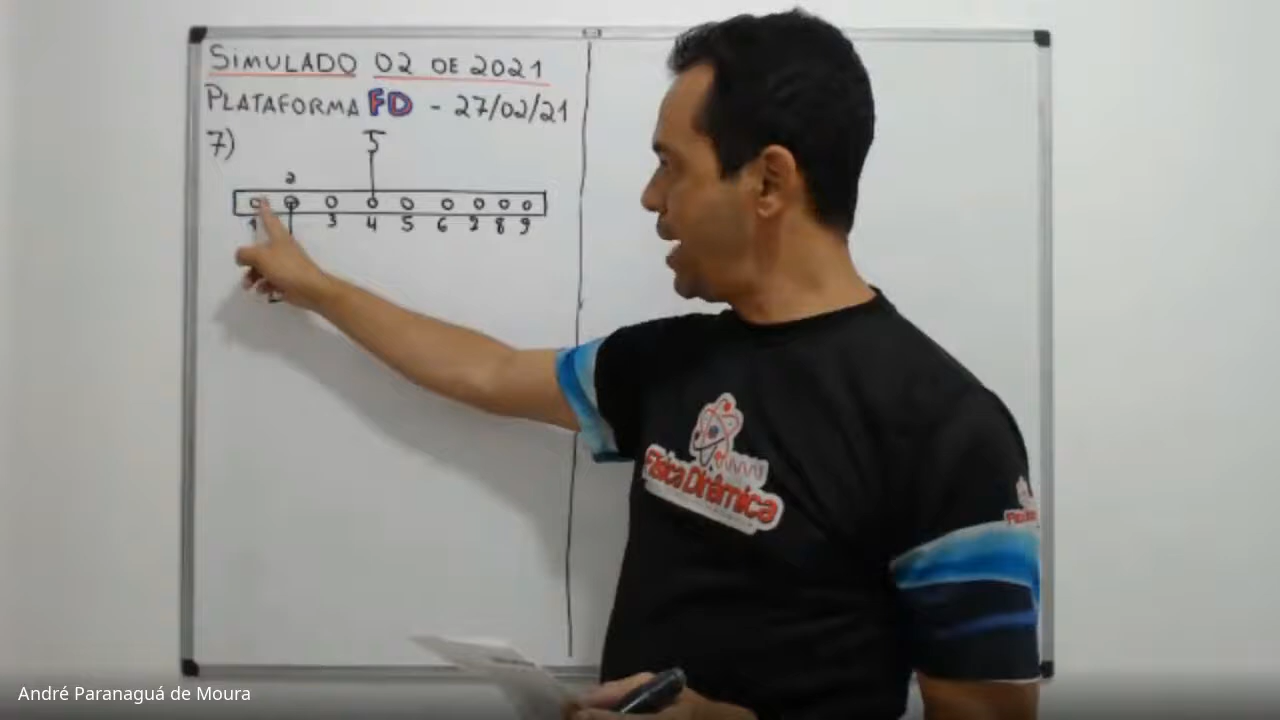 SIMULADO 02 DE 2021
PLATAFORMA FD - 27/02/21
7)
5
2
1 3 4 5 6 7 8 9
Física Dinâmica
André Paranaguá de Moura